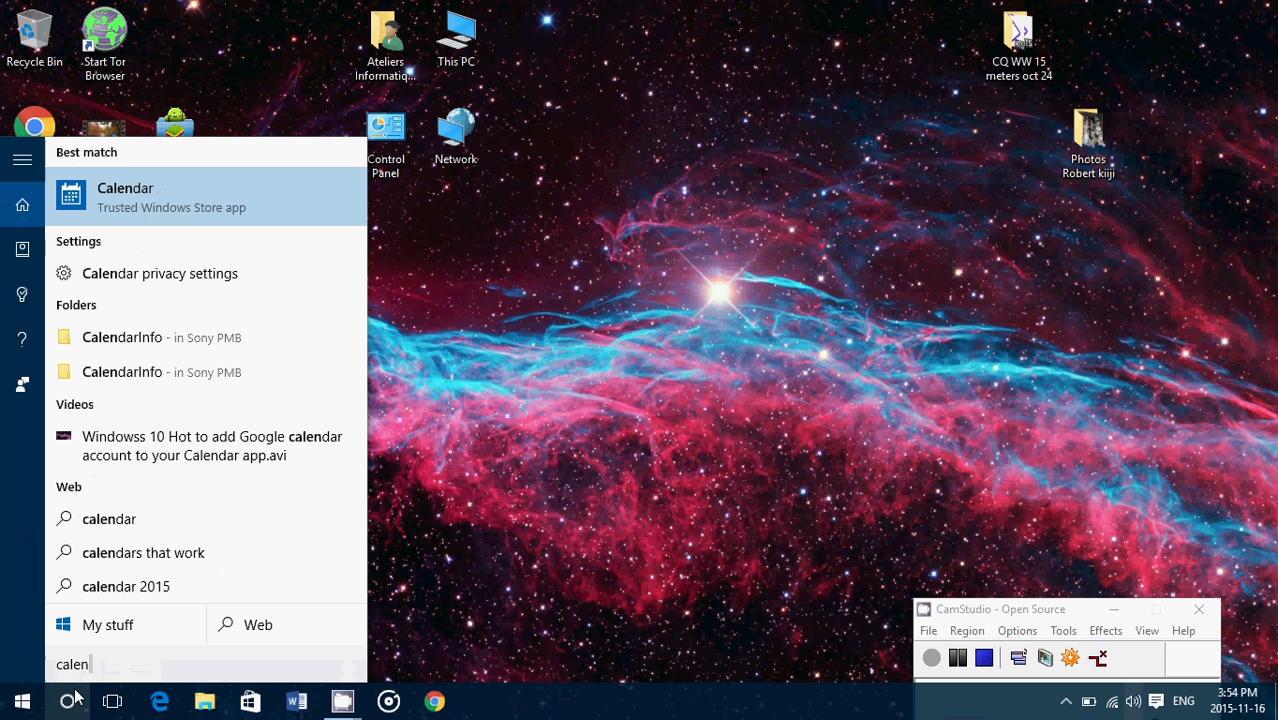 Recycle Bin
Start Tor
Browser
Ateliers
Informatiq...
This PC
CQ WW 15
meters oct 24
Control
Panel
Network
Photos
Robert kiiji
Best match
Calendar
Trusted Windows Store app
Settings
Calendar privacy settings
Folders
CalendarInfo - in Sony PMB
CalendarInfo - in Sony PMB
Videos
Windowss 10 Hot to add Google calendar
account to your Calendar app.avi
Web
calendar
calendars that work
calendar 2015
My stuff
Web
calen
CamStudio - Open Source
File Region Options Tools Effects View Help
ENG
3:54 PM
2015-11-16